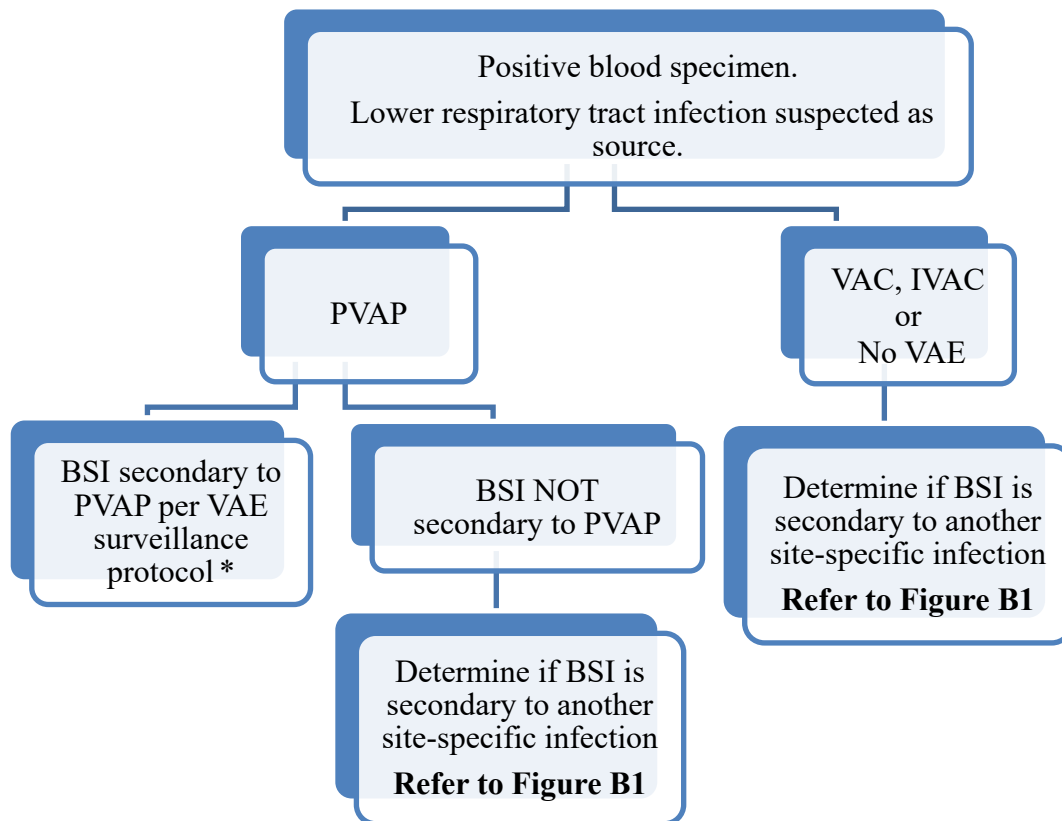 Positive blood specimen.
Lower respiratory tract infection suspected as
source.
PVAP
VAC, IVAC
or
No VAE
BSI secondary to
PVAP per VAE
surveillance
protocol *
BSI NOT
secondary to PVAP
Determine if BSI is
secondary to another
site-specific infection
Refer to Figure B1
Determine if BSI is
secondary to another
site-specific infection
Refer to Figure B1